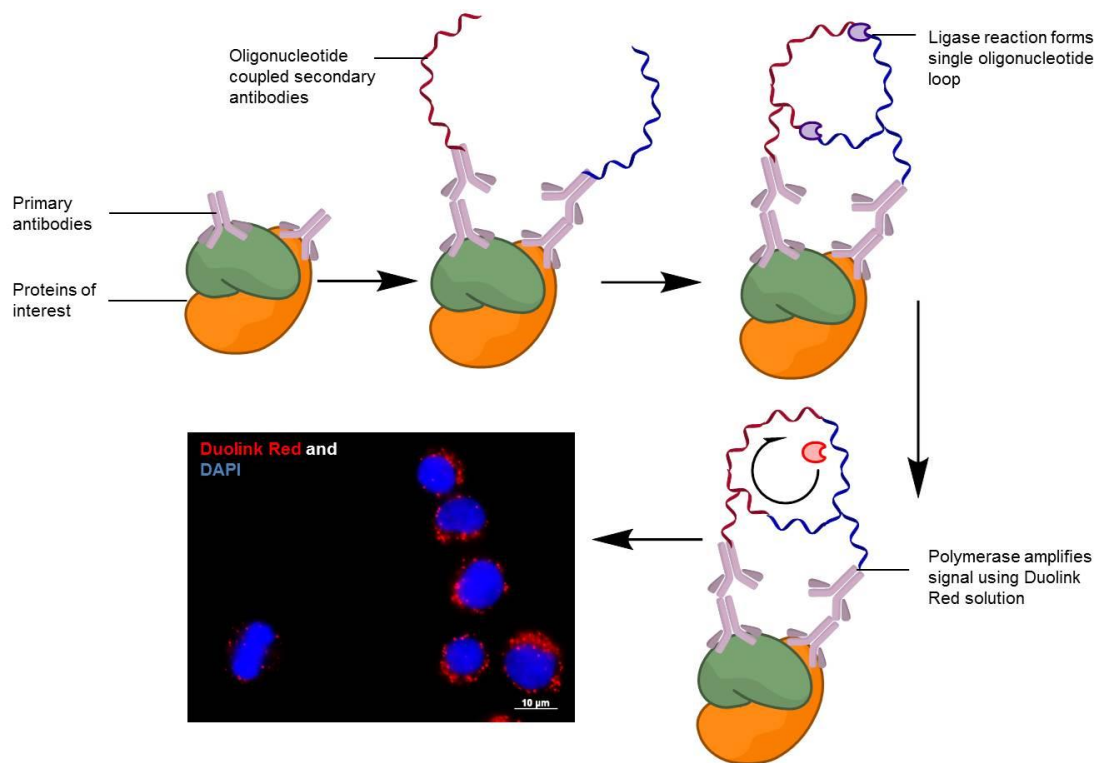 Oligonucleotide
coupled secondary
antibodies
Ligase reaction forms
single oligonucleotide
loop
Primary
antibodies
Proteins of
interest
Duolink Red and
DAPI
10 µm
Polymerase amplifies
signal using Duolink
Red solution